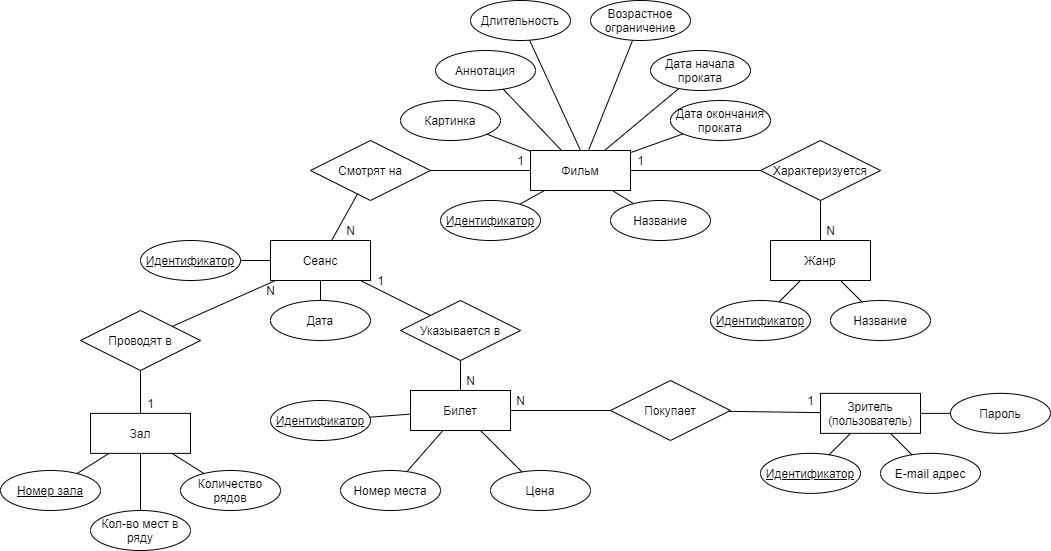 Длительность
Возрастное
ограничение
Аннотация
Дата начала
проката
Картинка
Дата окончания
проката
Смотрят на
1
Фильм
1
Характеризуется
Идентификатор
Название
N
N
Идентификатор
Сеанс
Жанр
1
N
Дата
Идентификатор
Название
Проводят в
Указывается в
N
1
Зал
Идентификатор
Билет
N
Покупает
1
Зритель
(пользователь)
Пароль
Номер зала
Количество
рядов
Номер места
Цена
Идентификатор
E-mail адрес
Кол-во мест в
ряду